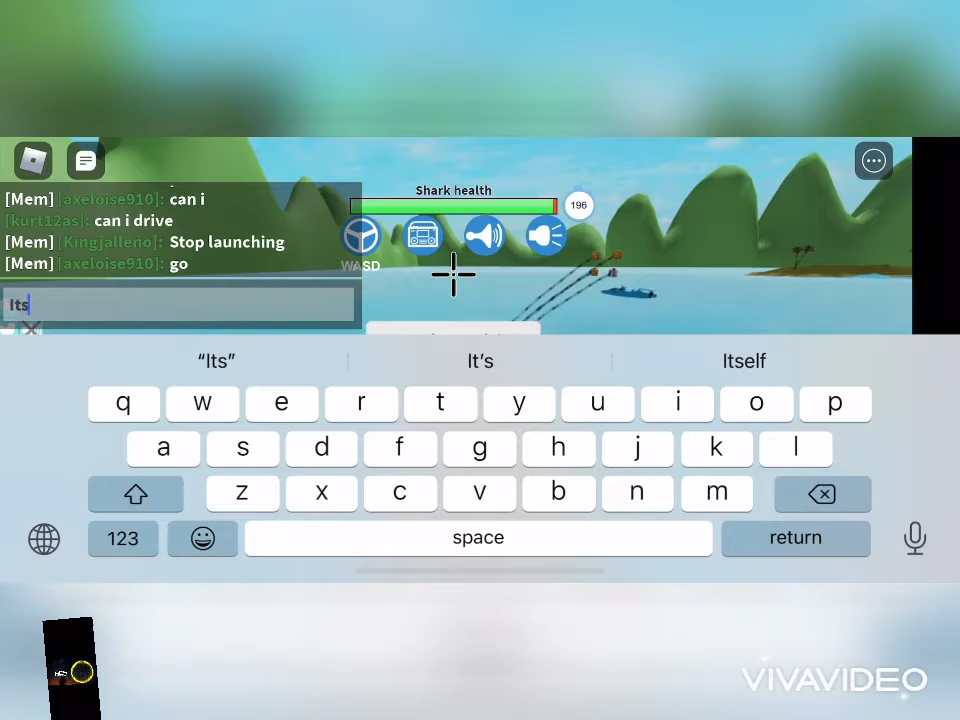 Shark health
196
[Mem] [axeloise910]: can i
[kurt12as]: can i drive
[Mem] [Kingjalleno]: Stop launching
[Mem] [axeloise910]: go
WASD
Its
“Its” It's Itself
q w e r t y u i o p
a s d f g h j k l
z x c v b n m
123 space return
VIVAVIDEO